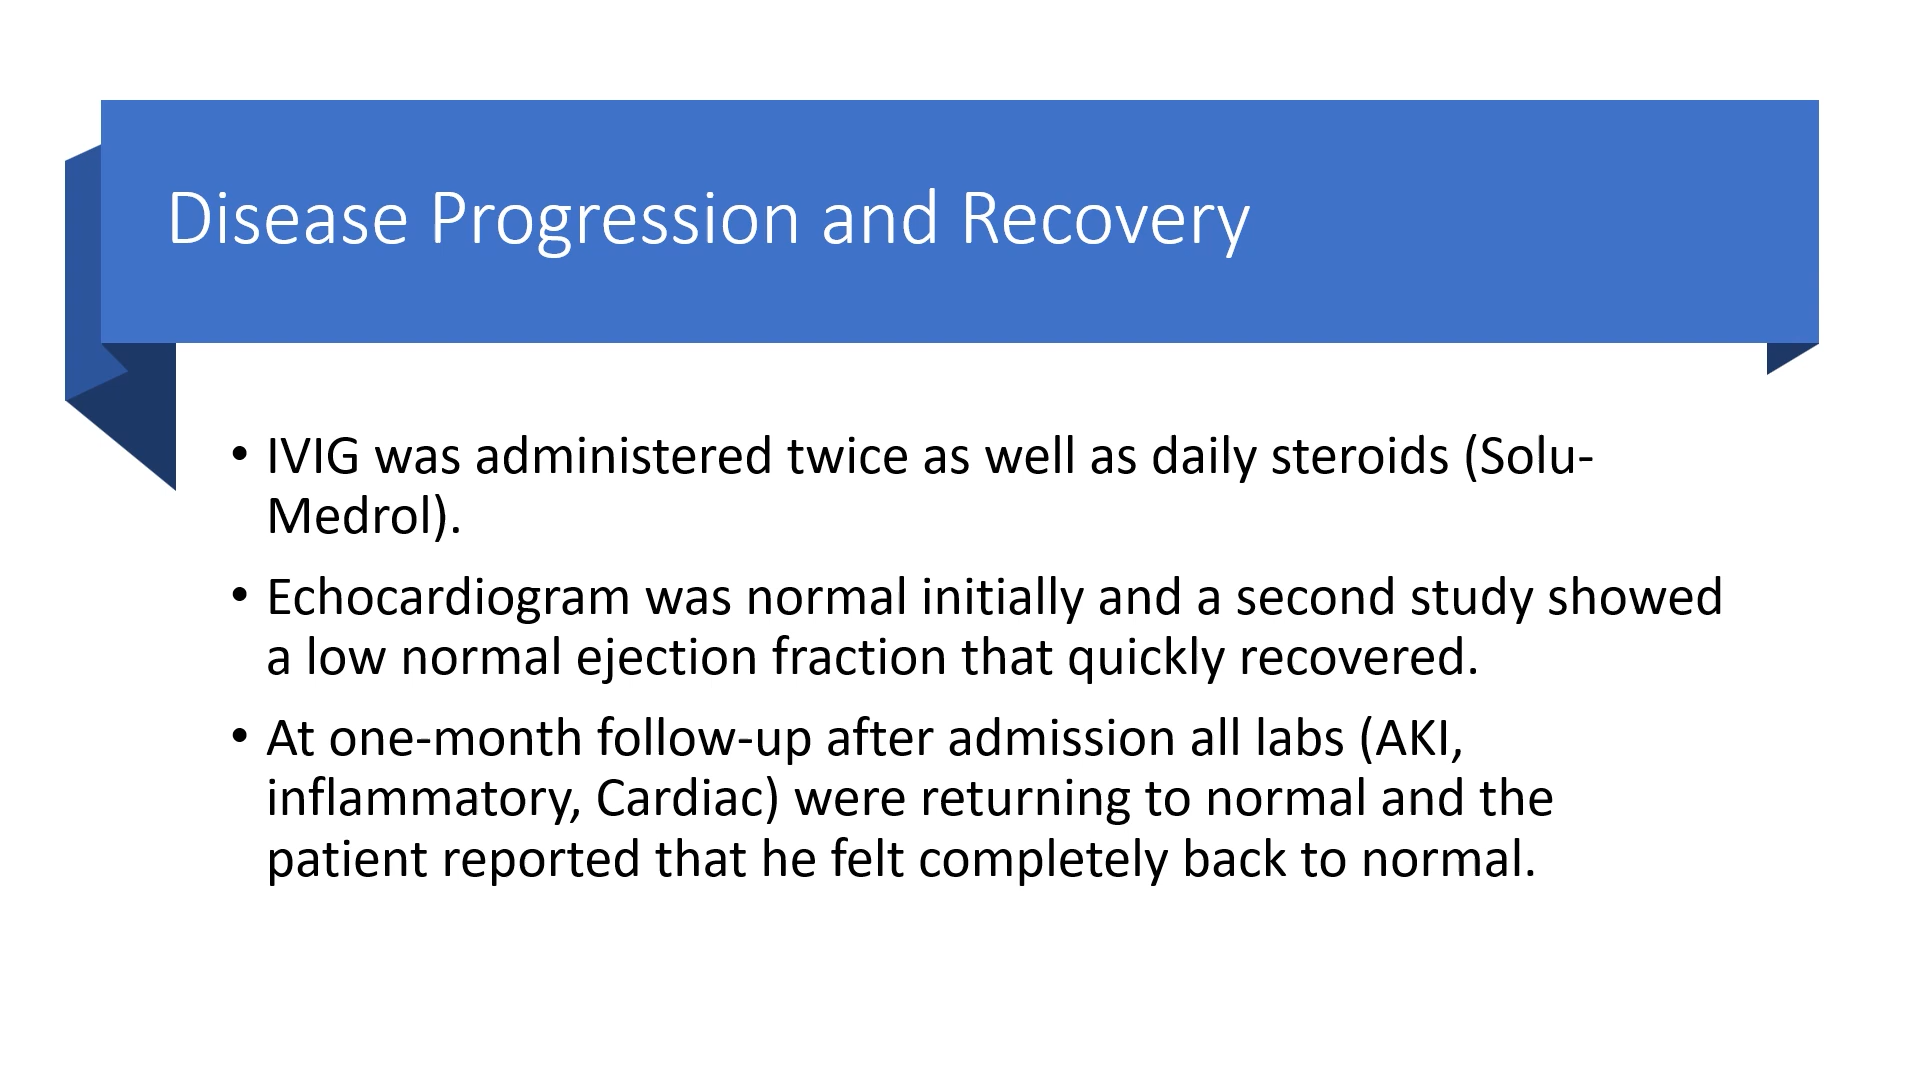 Disease Progression and Recovery
• IVIG was administered twice as well as daily steroids (Solu-
Medrol).
• Echocardiogram was normal initially and a second study showed
a low normal ejection fraction that quickly recovered.
• At one-month follow-up after admission all labs (AKI,
inflammatory, Cardiac) were returning to normal and the
patient reported that he felt completely back to normal.